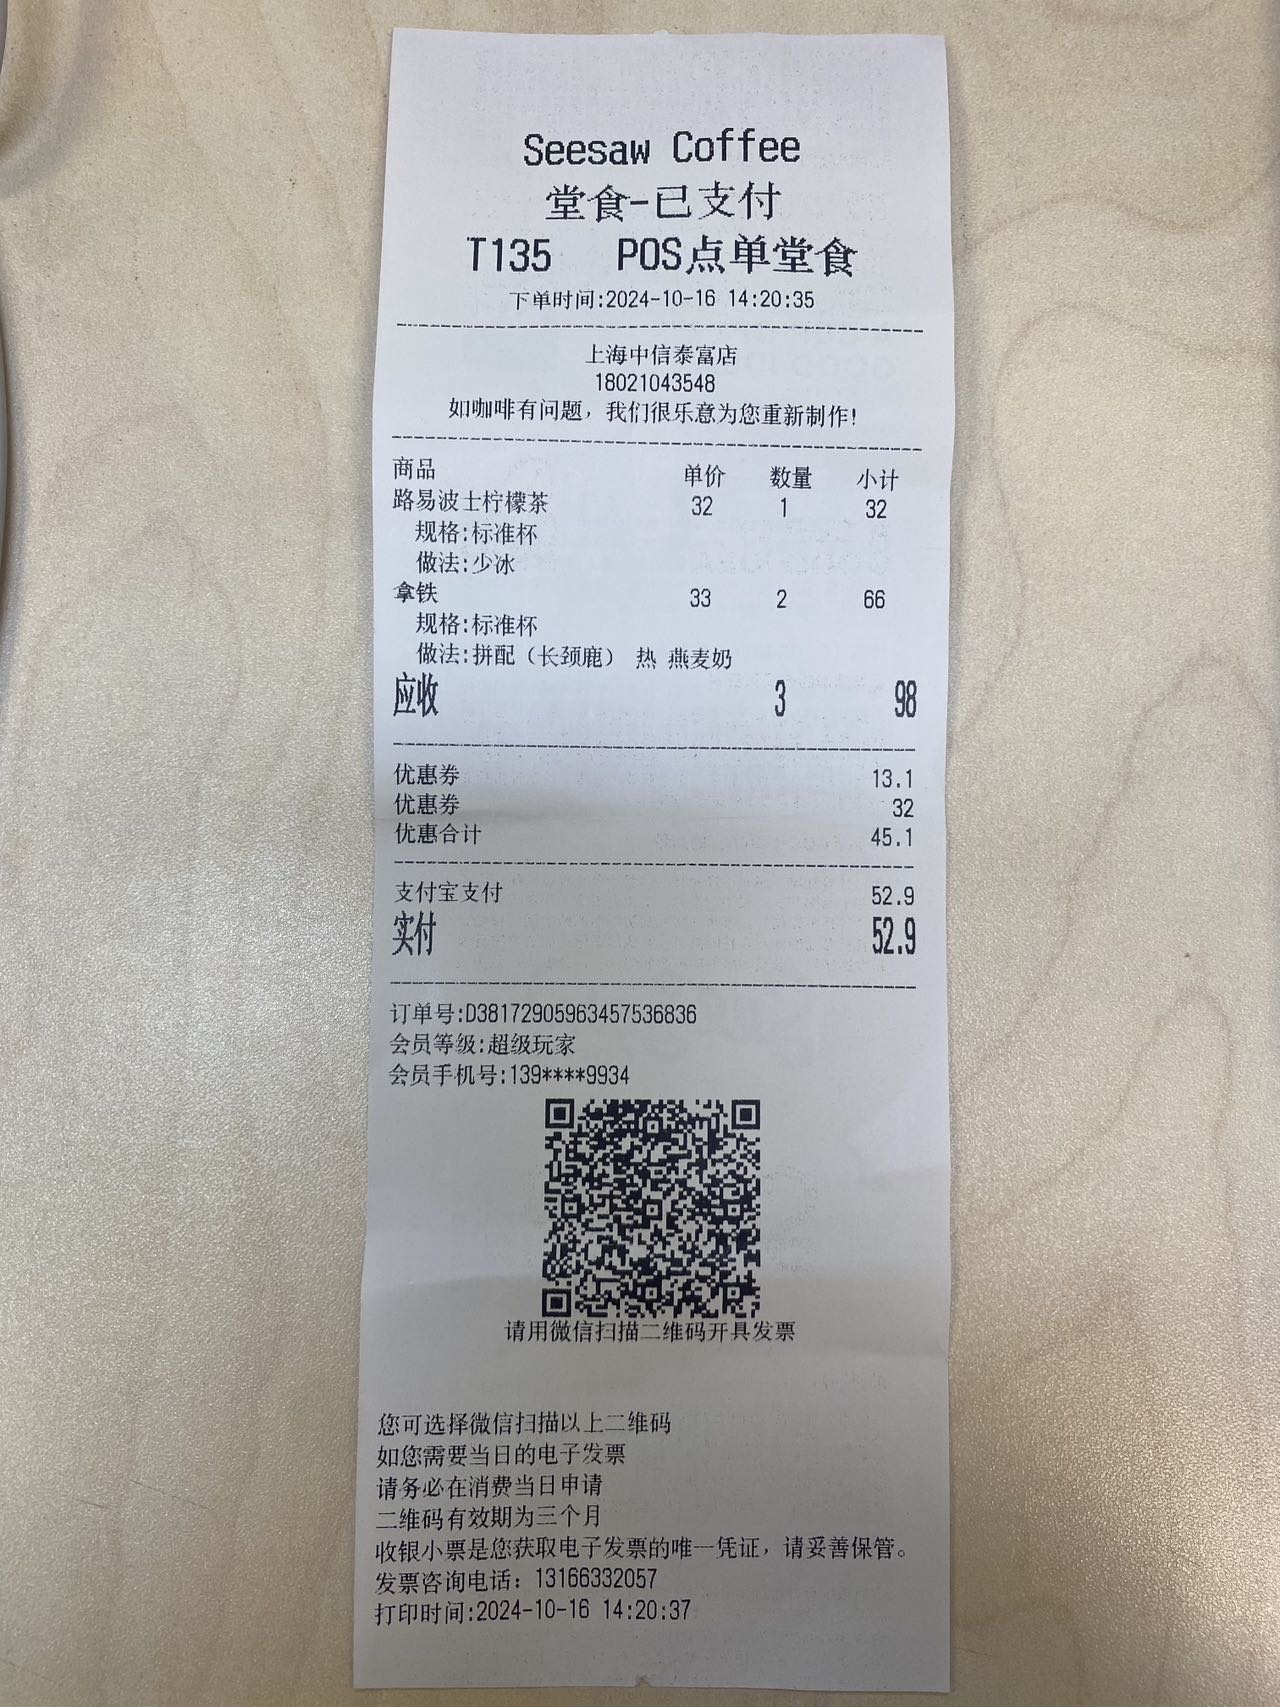 Seesaw Coffee
堂食-已支付
T135 POS点单堂食
下单时间:2024-10-16 14:20:35
上海中信泰富店
18021043548
如咖啡有问题，我们很乐意为您重新制作!
商品 单价 数量 小计
路易波士柠檬茶 32 1 32
规格:标准杯
做法:少冰
拿铁 33 2 66
规格:标准杯
做法:拼配（长颈鹿） 热 燕麦奶
应收 3 98
优惠券 13.1
优惠券 32
优惠合计 45.1
支付宝支付 52.9
实付 52.9
订单号:D38172905963457536836
会员等级:超级玩家
会员手机号:139****9934
请用微信扫描二维码开具发票
您可选择微信扫描以上二维码
如您需要当日的电子发票
请务必在消费当日申请
二维码有效期为三个月
收银小票是您获取电子发票的唯一凭证，请妥善保管。
发票咨询电话：13166332057
打印时间:2024-10-16 14:20:37